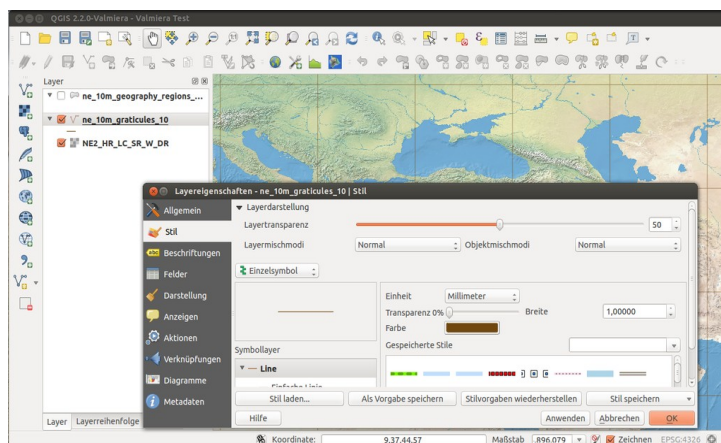 QGIS 2.2.0-Valmiera - Valmiera Test
Layer
ne_10m_geography_regions_...
ne_10m_graticules_10
NE2_HR_LC_SR_W_DR
Layereigenschaften - ne_10m_graticules_10 | Stil
Allgemein
Stil
Beschriftungen
Felder
Darstellung
Anzeigen
Aktionen
Verknüpfungen
Diagramme
Metadaten
Layerdarstellung
Layertransparenz 50
Layermischmodi Normal Objektmischmodi Normal
Einzelsymbol
Einheit Millimeter
Transparenz 0% Breite 1,00000
Farbe
Symbollayer
Gespeicherte Stile
Line
Einfache Linie
Stil laden... Als Vorgabe speichern Stilvorgaben wiederherstellen Stil speichern
Hilfe Anwenden Abbrechen OK
Layer Layerreihenfolge
Koordinate: 9.37,44.57 Maßstab .896.079 Zeichnen EPSG:4326